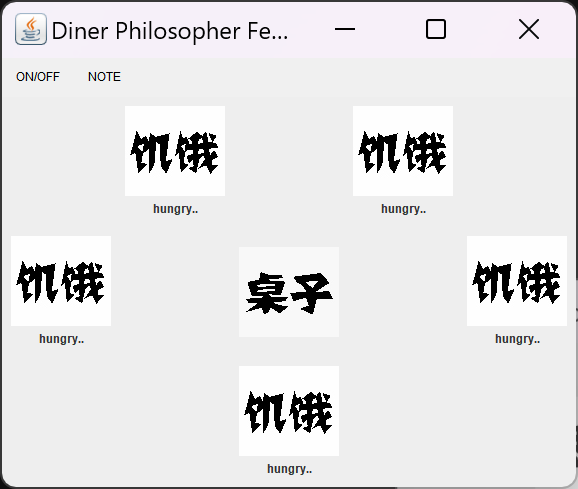 Diner Philosopher Fe...
ON/OFF NOTE
饥饿 饥饿
hungry.. hungry..
饥饿 桌子 饥饿
hungry.. hungry..
饥饿
hungry..